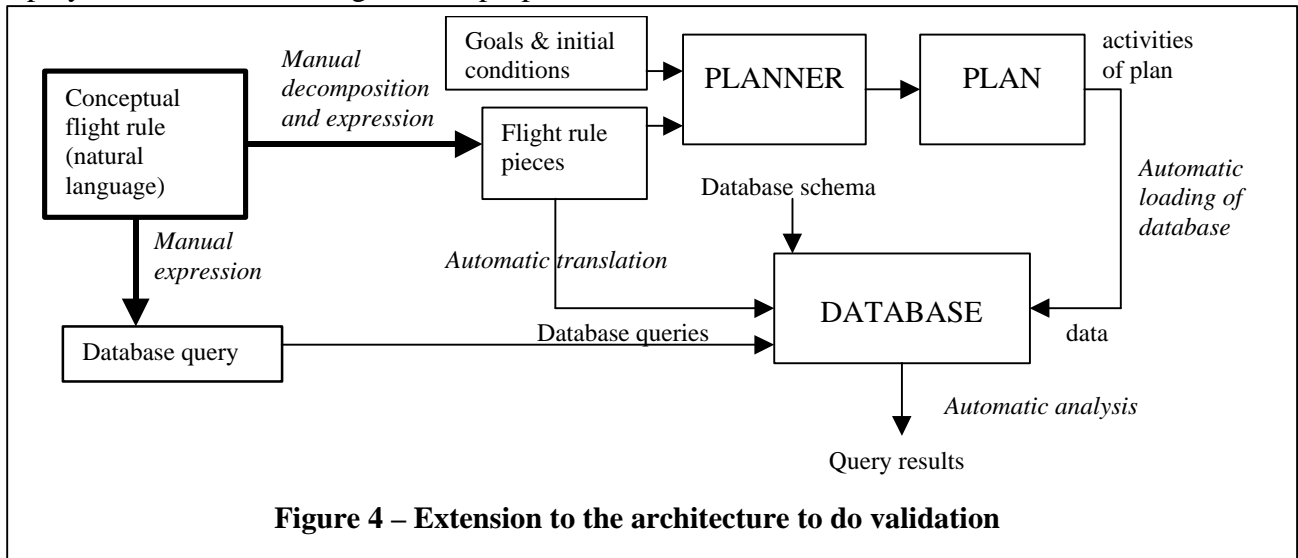 Goals & initial
conditions
PLANNER
PLAN
activities
of plan
Manual
decomposition
and expression
Conceptual
flight rule
(natural
language)
Flight rule
pieces
Database schema
Automatic
loading of
database
Manual
expression
Automatic translation
DATABASE
Database query
Database queries
data
Automatic analysis
Query results
Figure 4 – Extension to the architecture to do validation